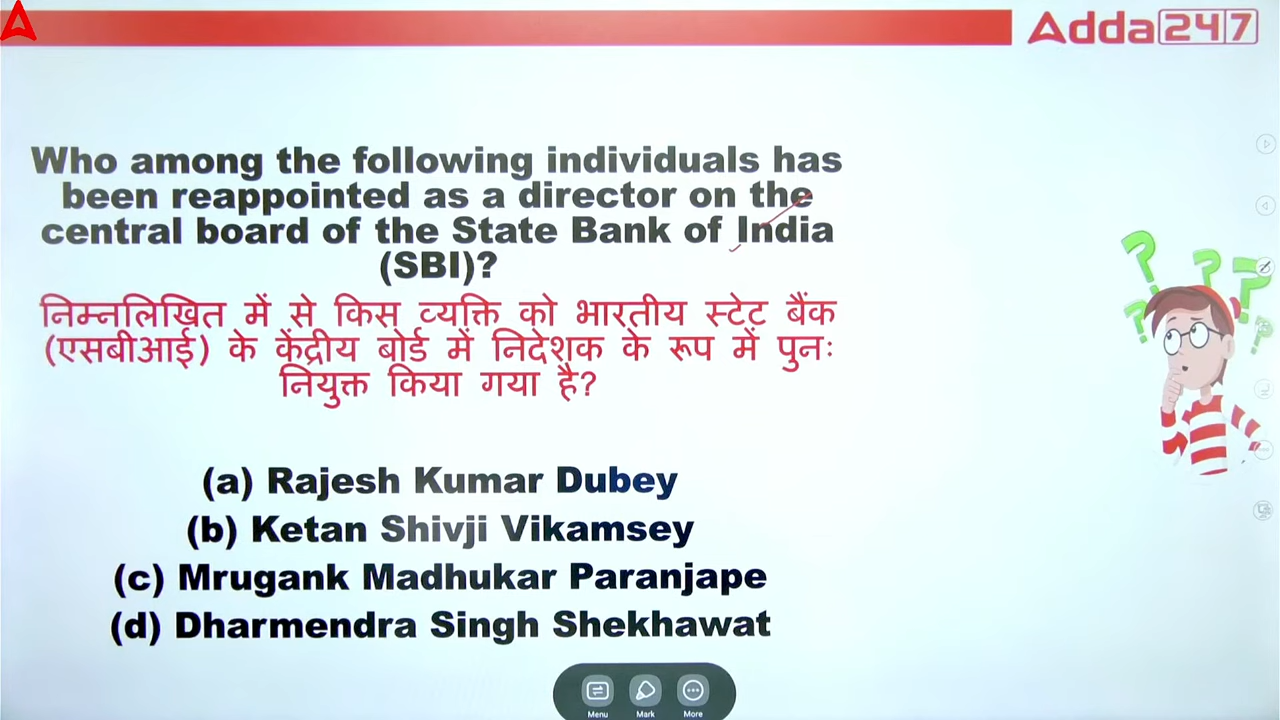 Adda247
Who among the following individuals has
been reappointed as a director on the
central board of the State Bank of India
(SBI)?
निम्नलिखित में से किस व्यक्ति को भारतीय स्टेट बैंक
(एसबीआई) के केंद्रीय बोर्ड में निदेशक के रूप में पुनः
नियुक्त किया गया है?
(a) Rajesh Kumar Dubey
(b) Ketan Shivji Vikamsey
(c) Mrugank Madhukar Paranjape
(d) Dharmendra Singh Shekhawat
Menu Mark More